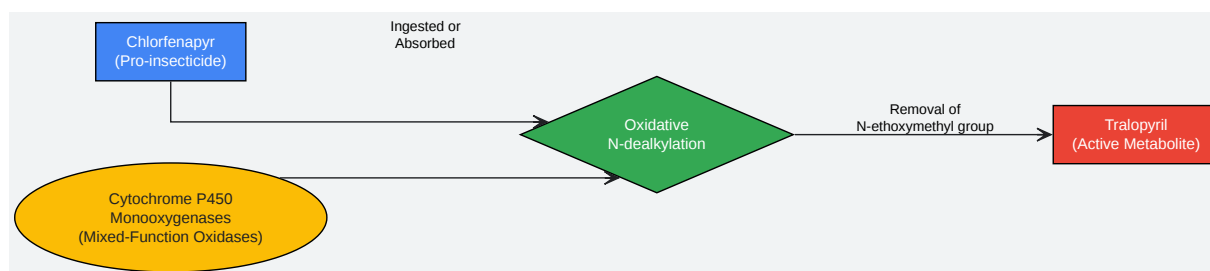 Chlorfenapyr
(Pro-insecticide)
Ingested or
Absorbed
Oxidative
N-dealkylation
Removal of
N-ethoxymethyl group
Tralopyril
(Active Metabolite)
Cytochrome P450
Monooxygenases
(Mixed-Function Oxidases)